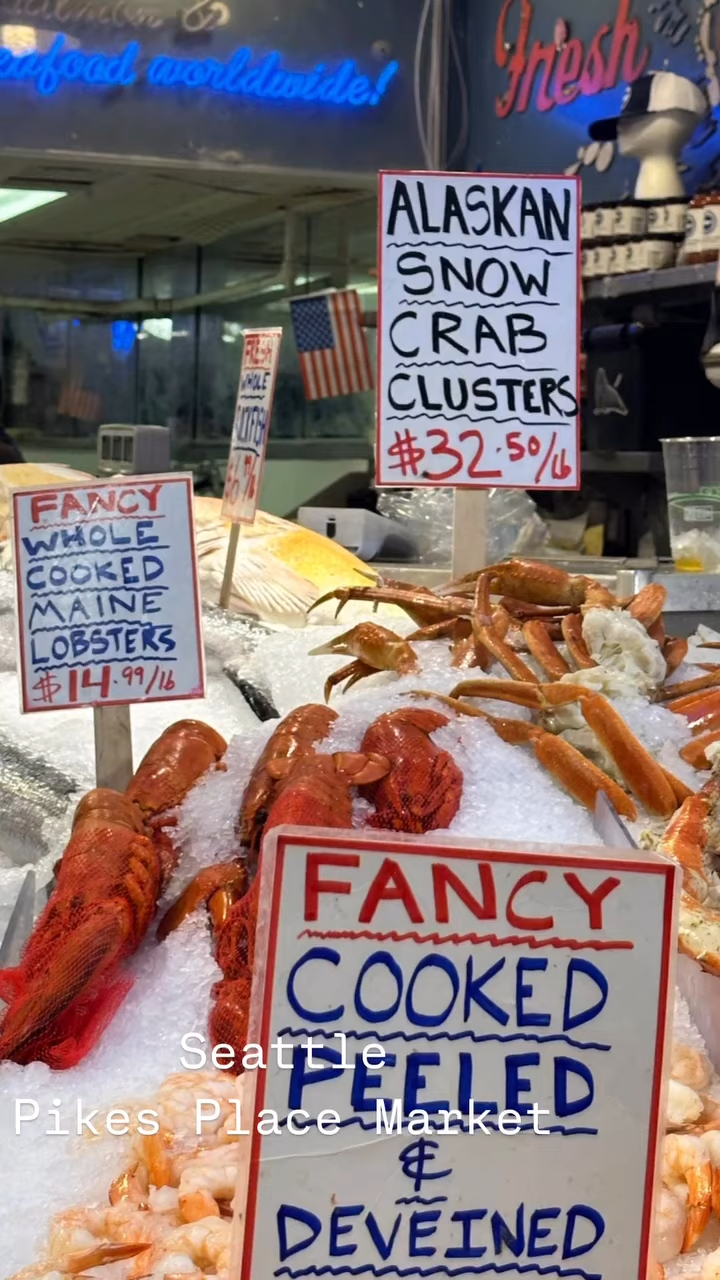 seafood worldwide!
Fresh
ALASKAN
SNOW
CRAB
CLUSTERS
$32.50/lb
FRESH
WHOLE
FANCY
WHOLE
COOKED
MAINE
LOBSTERS
$14.99/lb
FANCY
COOKED
PEELED
&
DEVEINED
Seattle
Pikes Place Market